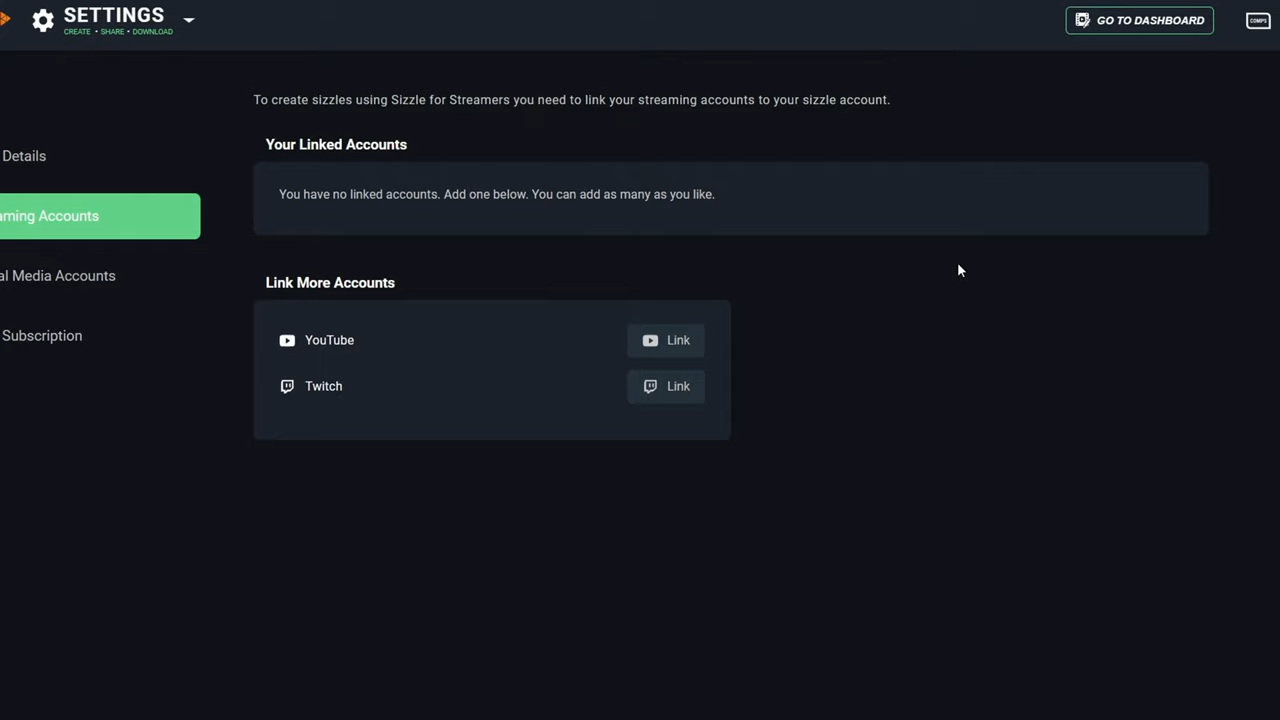 SETTINGS
CREATE • SHARE • DOWNLOAD
GO TO DASHBOARD
COMPS
To create sizzles using Sizzle for Streamers you need to link your streaming accounts to your sizzle account.
Your Linked Accounts
Details
You have no linked accounts. Add one below. You can add as many as you like.
aming Accounts
al Media Accounts
Link More Accounts
Subscription
YouTube
Link
Twitch
Link